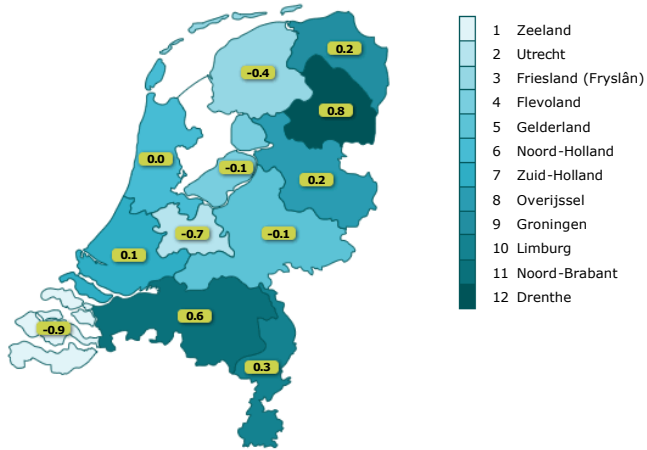 0.2
-0.4
0.8
0.0
-0.1
0.2
-0.7
-0.1
0.1
0.6
-0.9
0.3
1 Zeeland
2 Utrecht
3 Friesland (Fryslân)
4 Flevoland
5 Gelderland
6 Noord-Holland
7 Zuid-Holland
8 Overijssel
9 Groningen
10 Limburg
11 Noord-Brabant
12 Drenthe